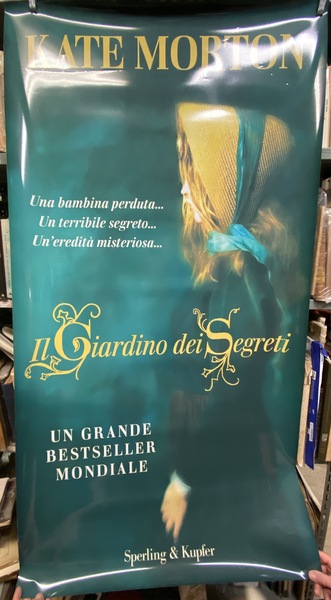 KATE MORTON
Una bambina perduta...
Un terribile segreto...
Un'eredità misteriosa...
Il Giardino dei Segreti
UN GRANDE
BESTSELLER
MONDIALE
Sperling & Kupfer